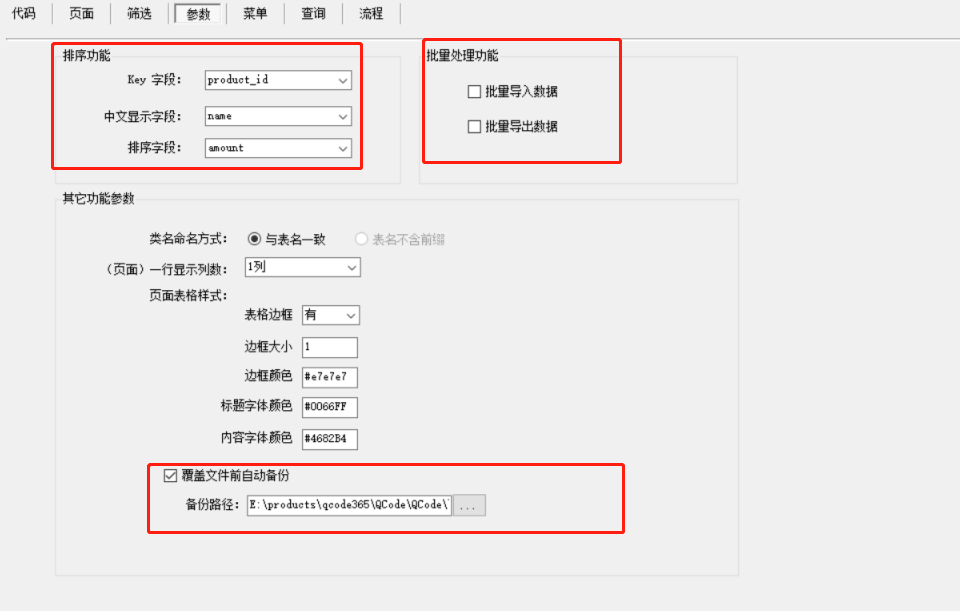 代码 页面 筛选 参数 菜单 查询 流程
排序功能 批量处理功能
Key 字段： product_id
批量导入数据
中文显示字段： name
批量导出数据
排序字段： amount
其它功能参数
类名命名方式： 与表名一致 表名不含前缀
（页面）一行显示列数： 1列
页面表格样式：
表格边框 有
边框大小 1
边框颜色 #e7e7e7
标题字体颜色 #0066FF
内容字体颜色 #4682B4
覆盖文件前自动备份
备份路径： E:\products\qcode365\QCode\QCode\ ...